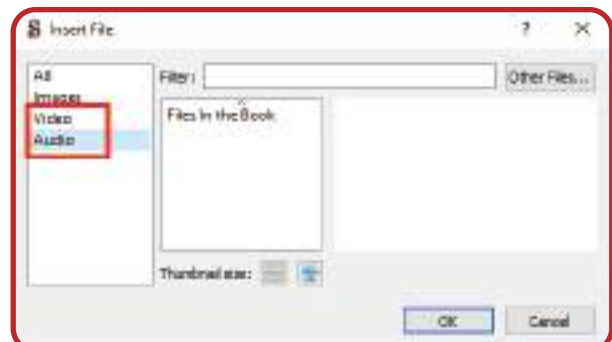 Insert File
?
All
Filter:
Other Files...
Images
Video
Files In the Book
Audio
Thumbnail size:
OK
Cancel